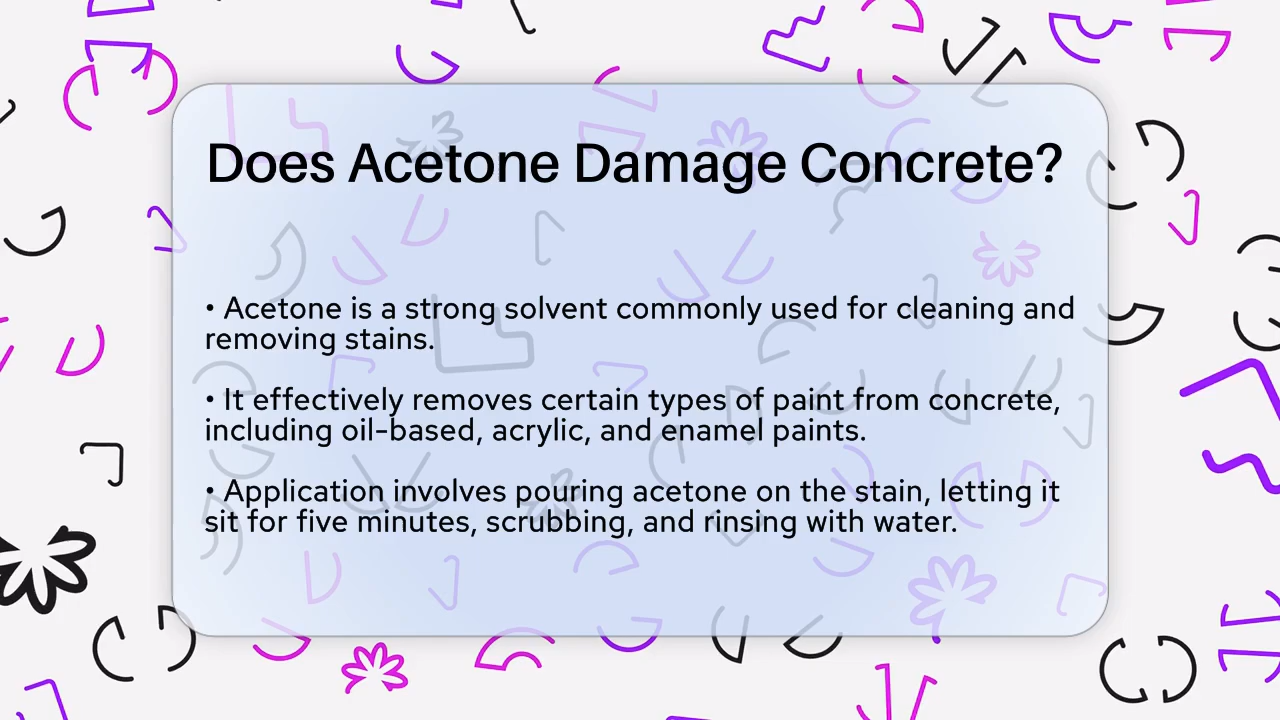 Does Acetone Damage Concrete?
• Acetone is a strong solvent commonly used for cleaning and
removing stains.
• It effectively removes certain types of paint from concrete,
including oil-based, acrylic, and enamel paints.
• Application involves pouring acetone on the stain, letting it
sit for five minutes, scrubbing, and rinsing with water.